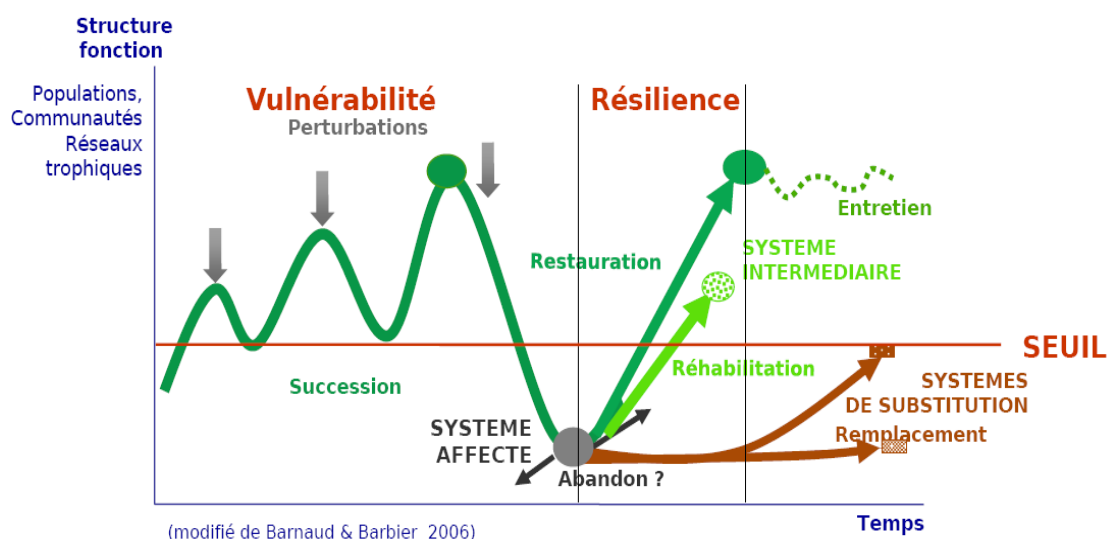 Structure
fonction
Populations,
Communautés
Réseaux
trophiques
Vulnérabilité
Perturbations
Résilience
Restauration
Entretien
SYSTEME
INTERMEDIAIRE
SEUIL
Réhabilitation
Succession
SYSTEMES
DE SUBSTITUTION
Remplacement
SYSTEME
AFFECTE
Abandon ?
Temps
(modifié de Barnaud & Barbier 2006)